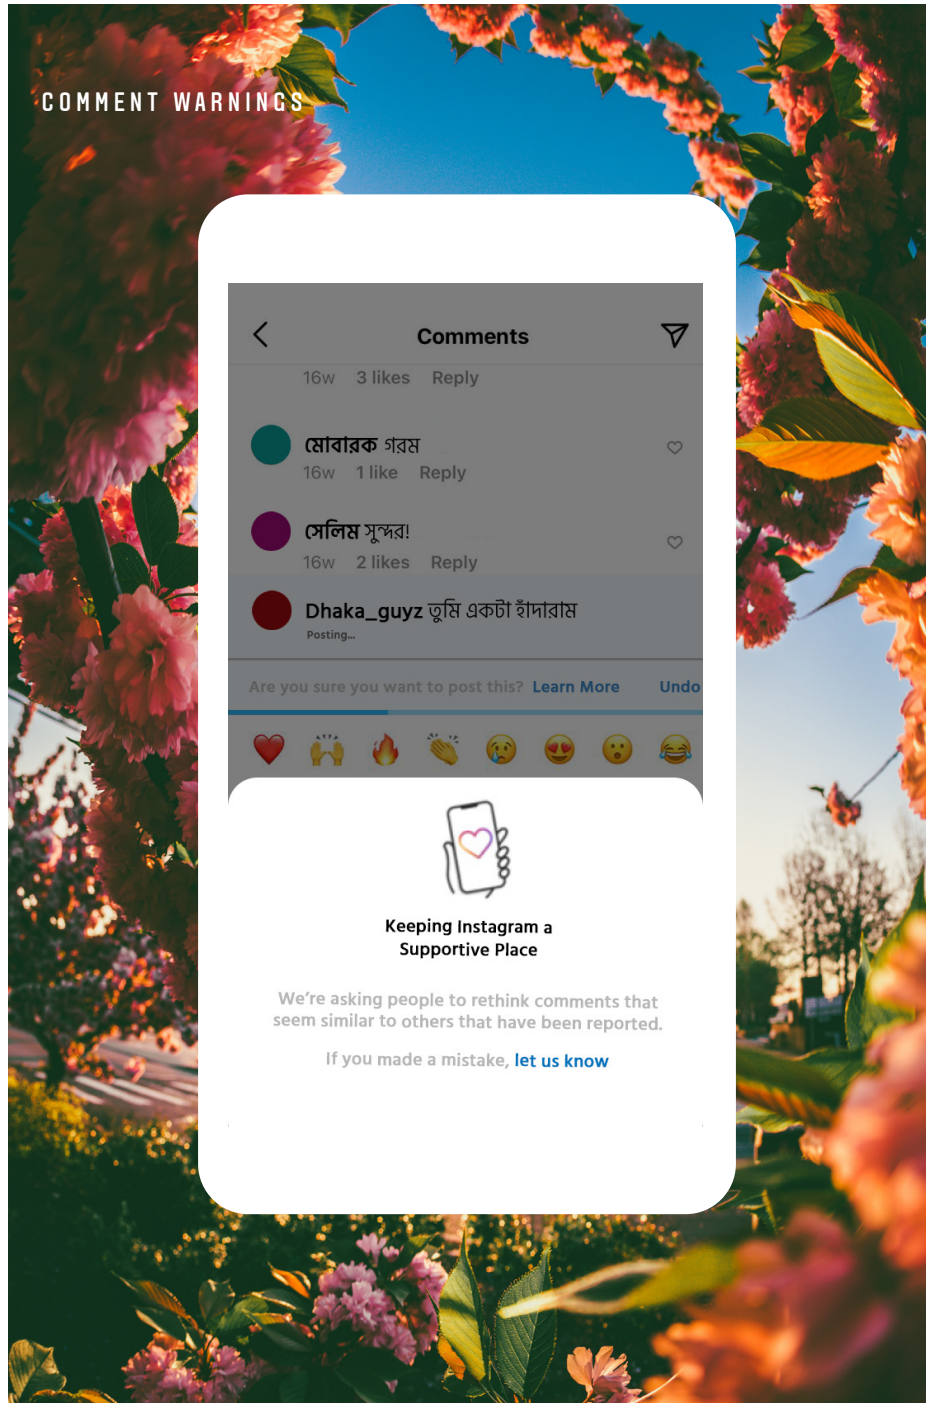 COMMENT WARNINGS
Comments
16w 3 likes Reply
মোবারক গরম
16w 1 like Reply
সেলিম সুন্দর!
16w 2 likes Reply
Dhaka_guyz তুমি একটা হাঁদারাম
Posting...
Are you sure you want to post this? Learn More Undo
Keeping Instagram a
Supportive Place
We're asking people to rethink comments that
seem similar to others that have been reported.
If you made a mistake, let us know